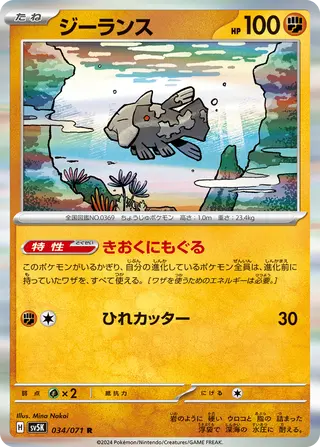 たね ジーランス HP 100
全国図鑑NO.0369 ちょうじゅポケモン 高さ：1.0m 重さ：23.4kg
特性 とくせい きおくにもぐる
このポケモンがいるかぎり、自分の進化しているポケモン全員は、進化前に
持っていたワザを、すべて使える。［ワザを使うためのエネルギーは必要。］
ひれカッター 30
弱点 ×2 抵抗力 にげる
Illus. Mina Nakai
H SV5K 034/071 R
岩のように 硬い ウロコと 脂の 詰まった
浮袋で 深海の 水圧に 耐える。
©2024 Pokémon/Nintendo/Creatures/GAME FREAK.